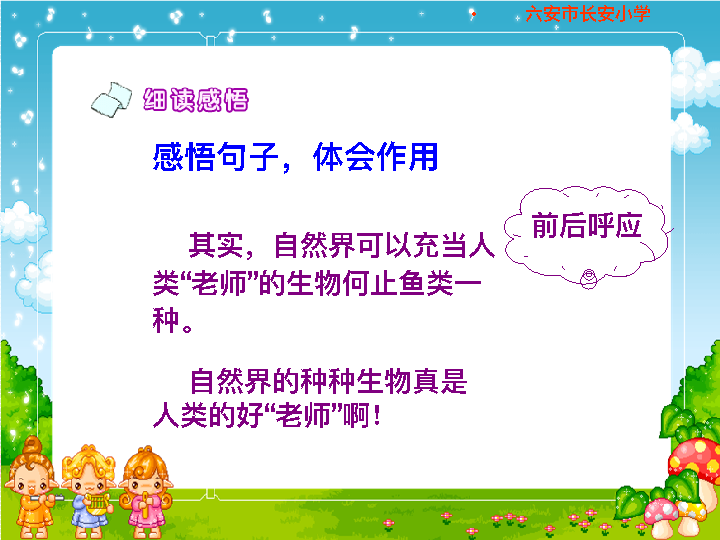 六安市长安小学
细读感悟
感悟句子，体会作用
前后呼应
其实，自然界可以充当人
类“老师”的生物何止鱼类一
种。
自然界的种种生物真是
人类的好“老师”啊！